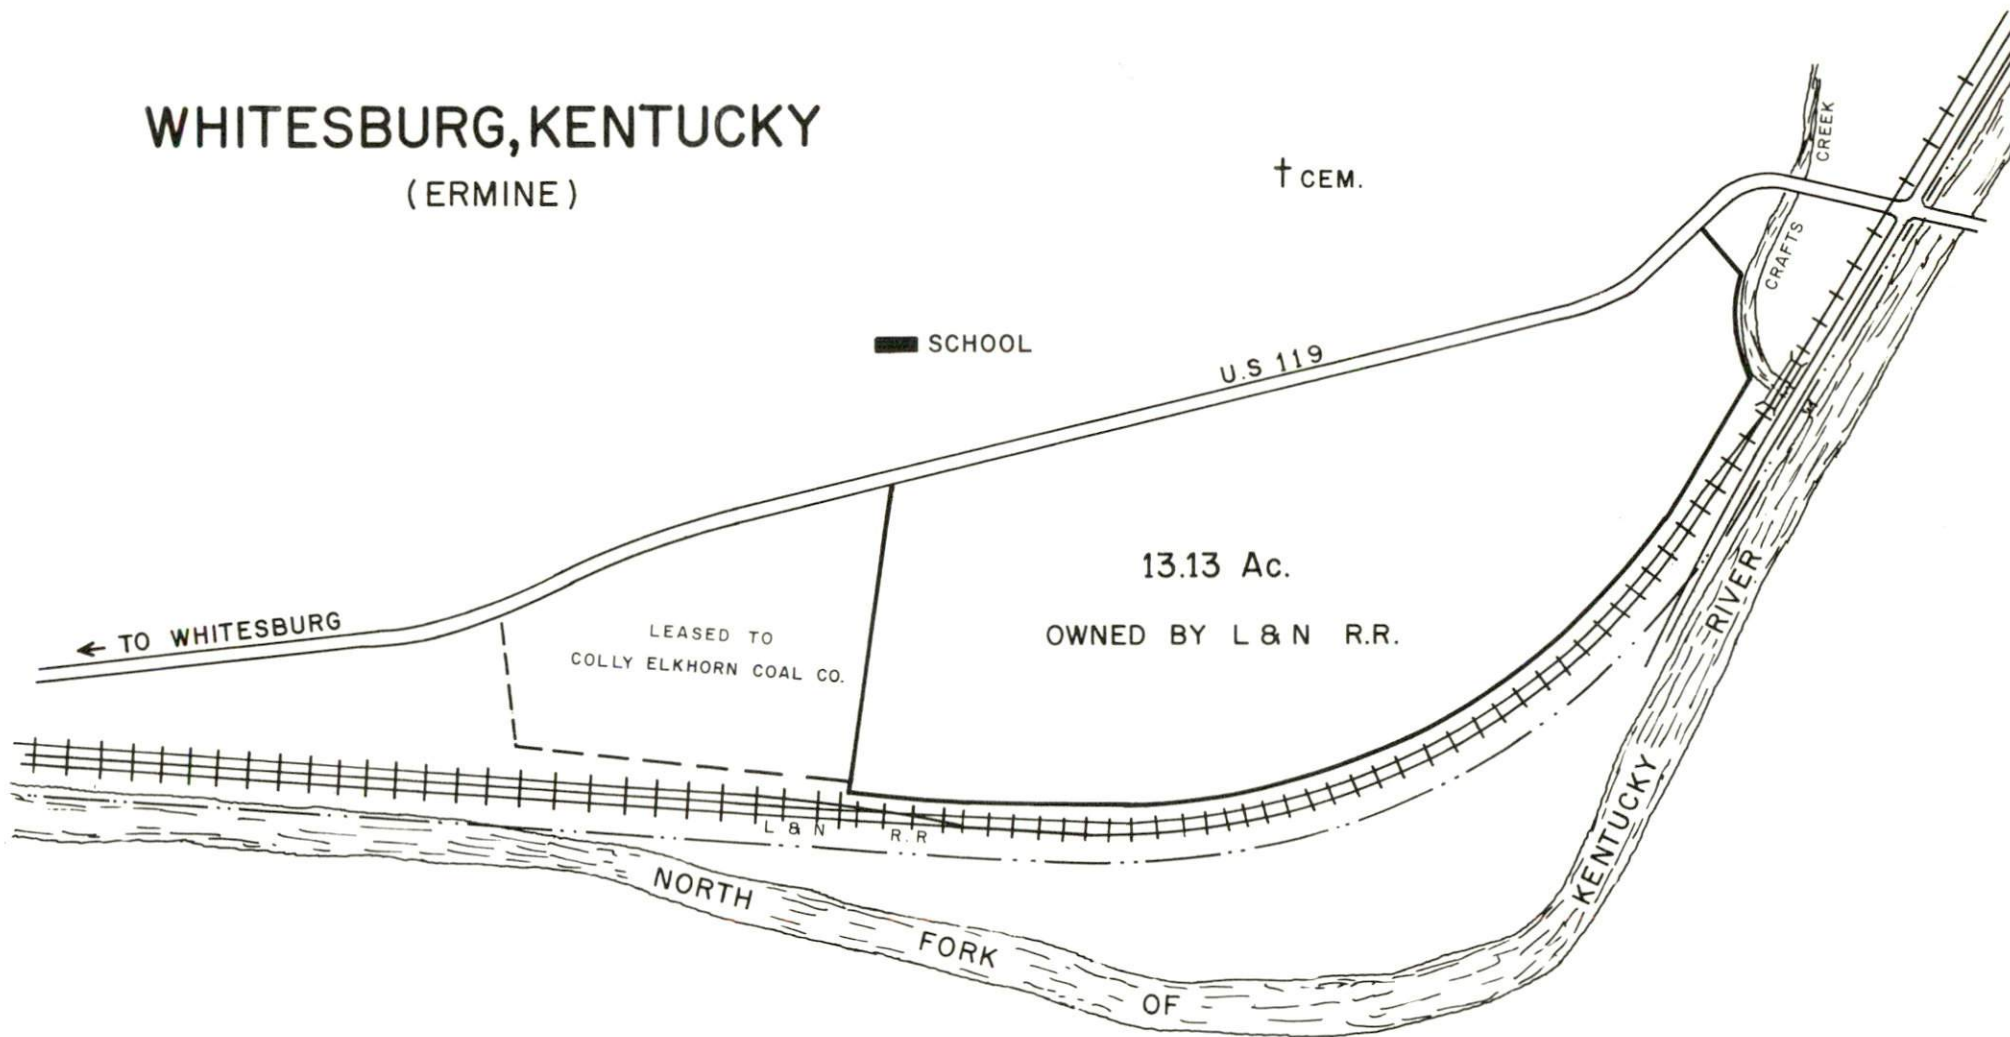 WHITESBURG, KENTUCKY
(ERMINE)
† CEM.
CRAFTS CREEK
SCHOOL
U.S 119
← TO WHITESBURG
LEASED TO
COLLY ELKHORN COAL CO.
13.13 Ac.
OWNED BY L & N R.R.
L & N R.R
NORTH FORK OF KENTUCKY RIVER